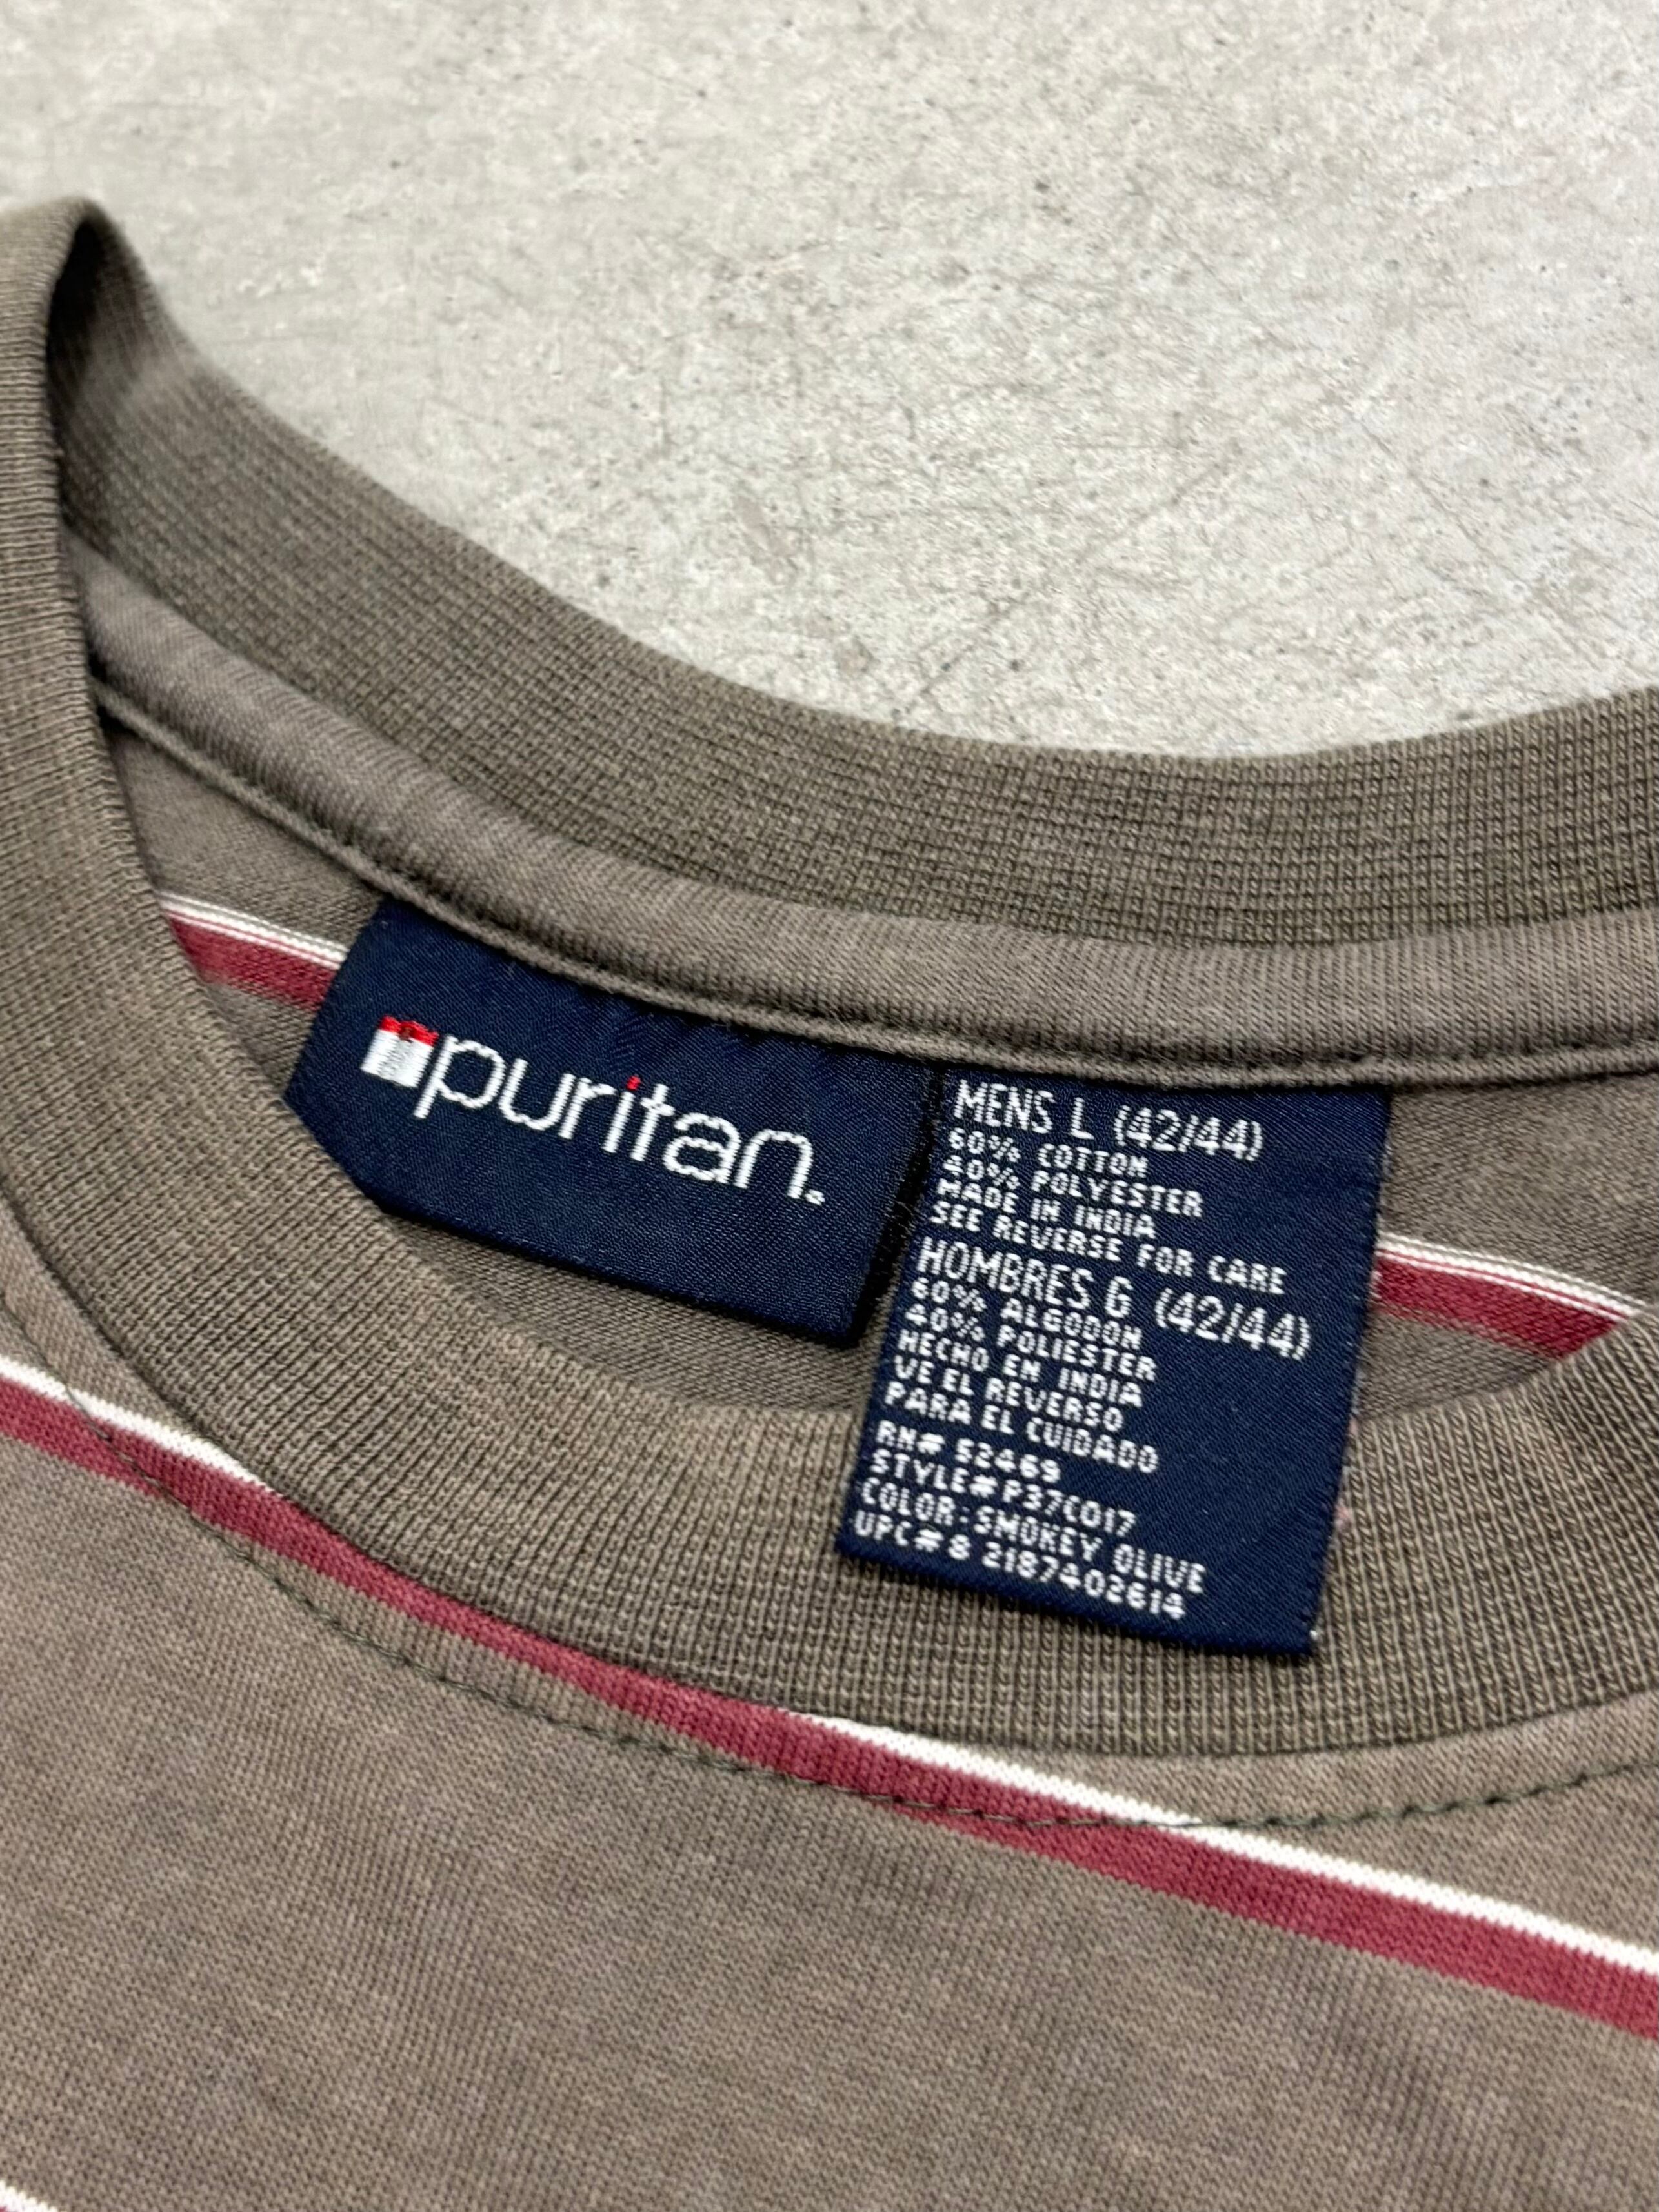 puritan.
MENS L (42/44)
60% COTTON
40% POLYESTER
MADE IN INDIA
SEE REVERSE FOR CARE
HOMBRES G (42/44)
60% ALGODON
40% POLIESTER
HECHO EN INDIA
VE EL REVERSO
PARA EL CUIDADO
RN# 52469
STYLE# P37C017
COLOR: SMOKEY OLIVE
UPC# 8 2187402614